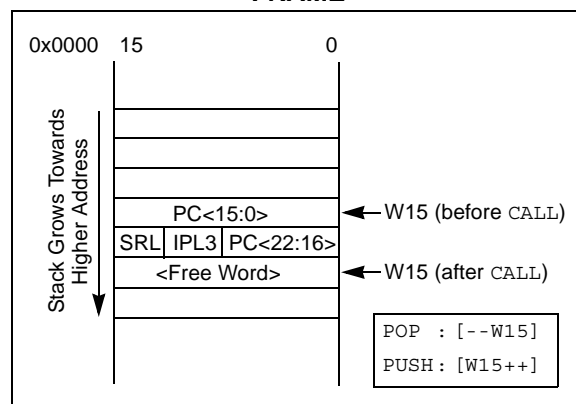 0x0000 15 0
Stack Grows Towards
Higher Address
PC<15:0>
W15 (before CALL)
SRL IPL3 PC<22:16>
<Free Word>
W15 (after CALL)
POP : [--W15]
PUSH : [W15++]